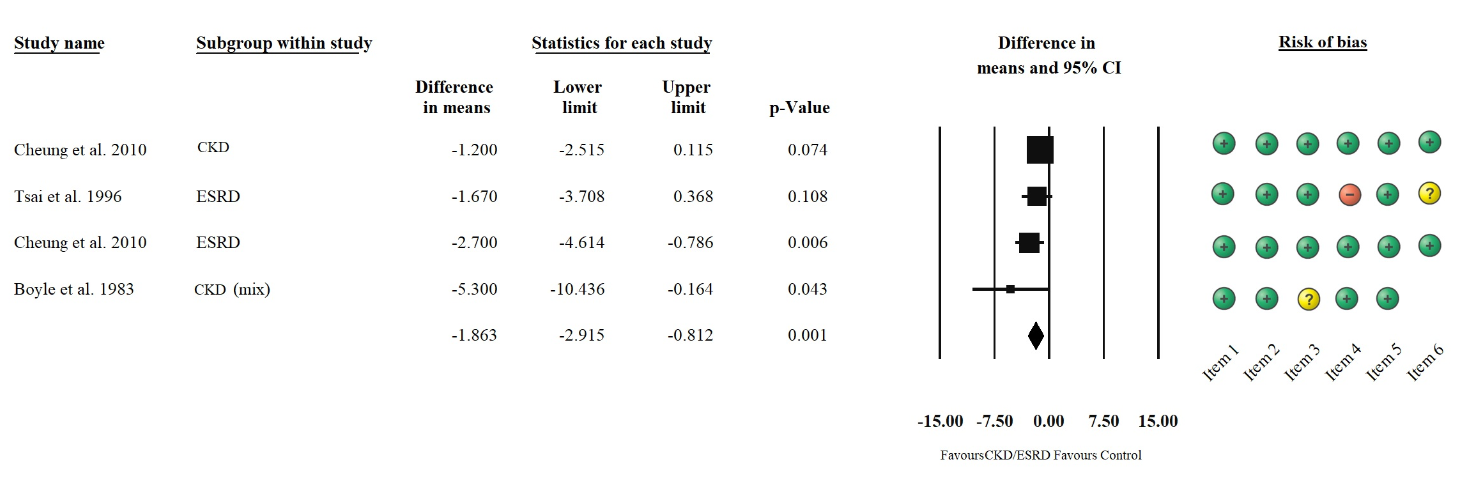 Study name Subgroup within study Statistics for each study Difference in means and 95% CI Risk of bias
Difference in means Lower limit Upper limit p-Value
Cheung et al. 2010 CKD -1.200 -2.515 0.115 0.074 + + + + + +
Tsai et al. 1996 ESRD -1.670 -3.708 0.368 0.108 + + + − + ?
Cheung et al. 2010 ESRD -2.700 -4.614 -0.786 0.006 + + + + + +
Boyle et al. 1983 CKD (mix) -5.300 -10.436 -0.164 0.043 + + ? + +
-1.863 -2.915 -0.812 0.001
Item 1 Item 2 Item 3 Item 4 Item 5 Item 6
-15.00 -7.50 0.00 7.50 15.00
FavoursCKD/ESRD Favours Control